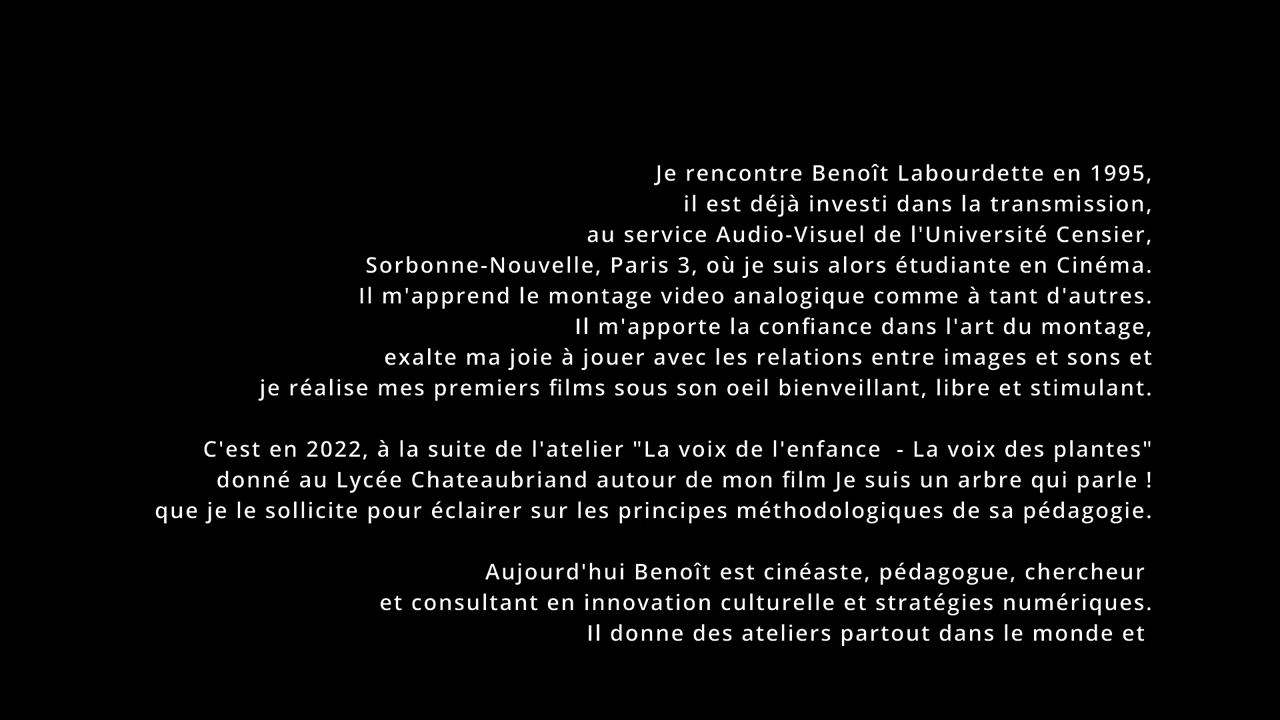 Je rencontre Benoît Labourdette en 1995,
il est déjà investi dans la transmission,
au service Audio-Visuel de l'Université Censier,
Sorbonne-Nouvelle, Paris 3, où je suis alors étudiante en Cinéma.
Il m'apprend le montage video analogique comme à tant d'autres.
Il m'apporte la confiance dans l'art du montage,
exalte ma joie à jouer avec les relations entre images et sons et
je réalise mes premiers films sous son oeil bienveillant, libre et stimulant.
C'est en 2022, à la suite de l'atelier "La voix de l'enfance  - La voix des plantes"
donné au Lycée Chateaubriand autour de mon film Je suis un arbre qui parle !
que je le sollicite pour éclairer sur les principes méthodologiques de sa pédagogie.
Aujourd'hui Benoît est cinéaste, pédagogue, chercheur
et consultant en innovation culturelle et stratégies numériques.
Il donne des ateliers partout dans le monde et